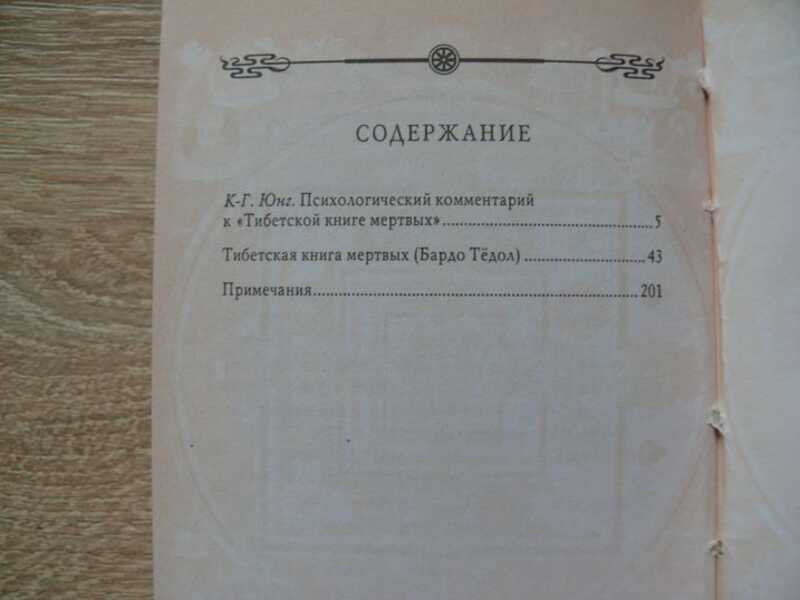 СОДЕРЖАНИЕ
К-Г. Юнг. Психологический комментарий
к «Тибетской книге мертвых»..........................................5
Тибетская книга мертвых (Бардо Тёдол) ........................43
Примечания.................................................................201